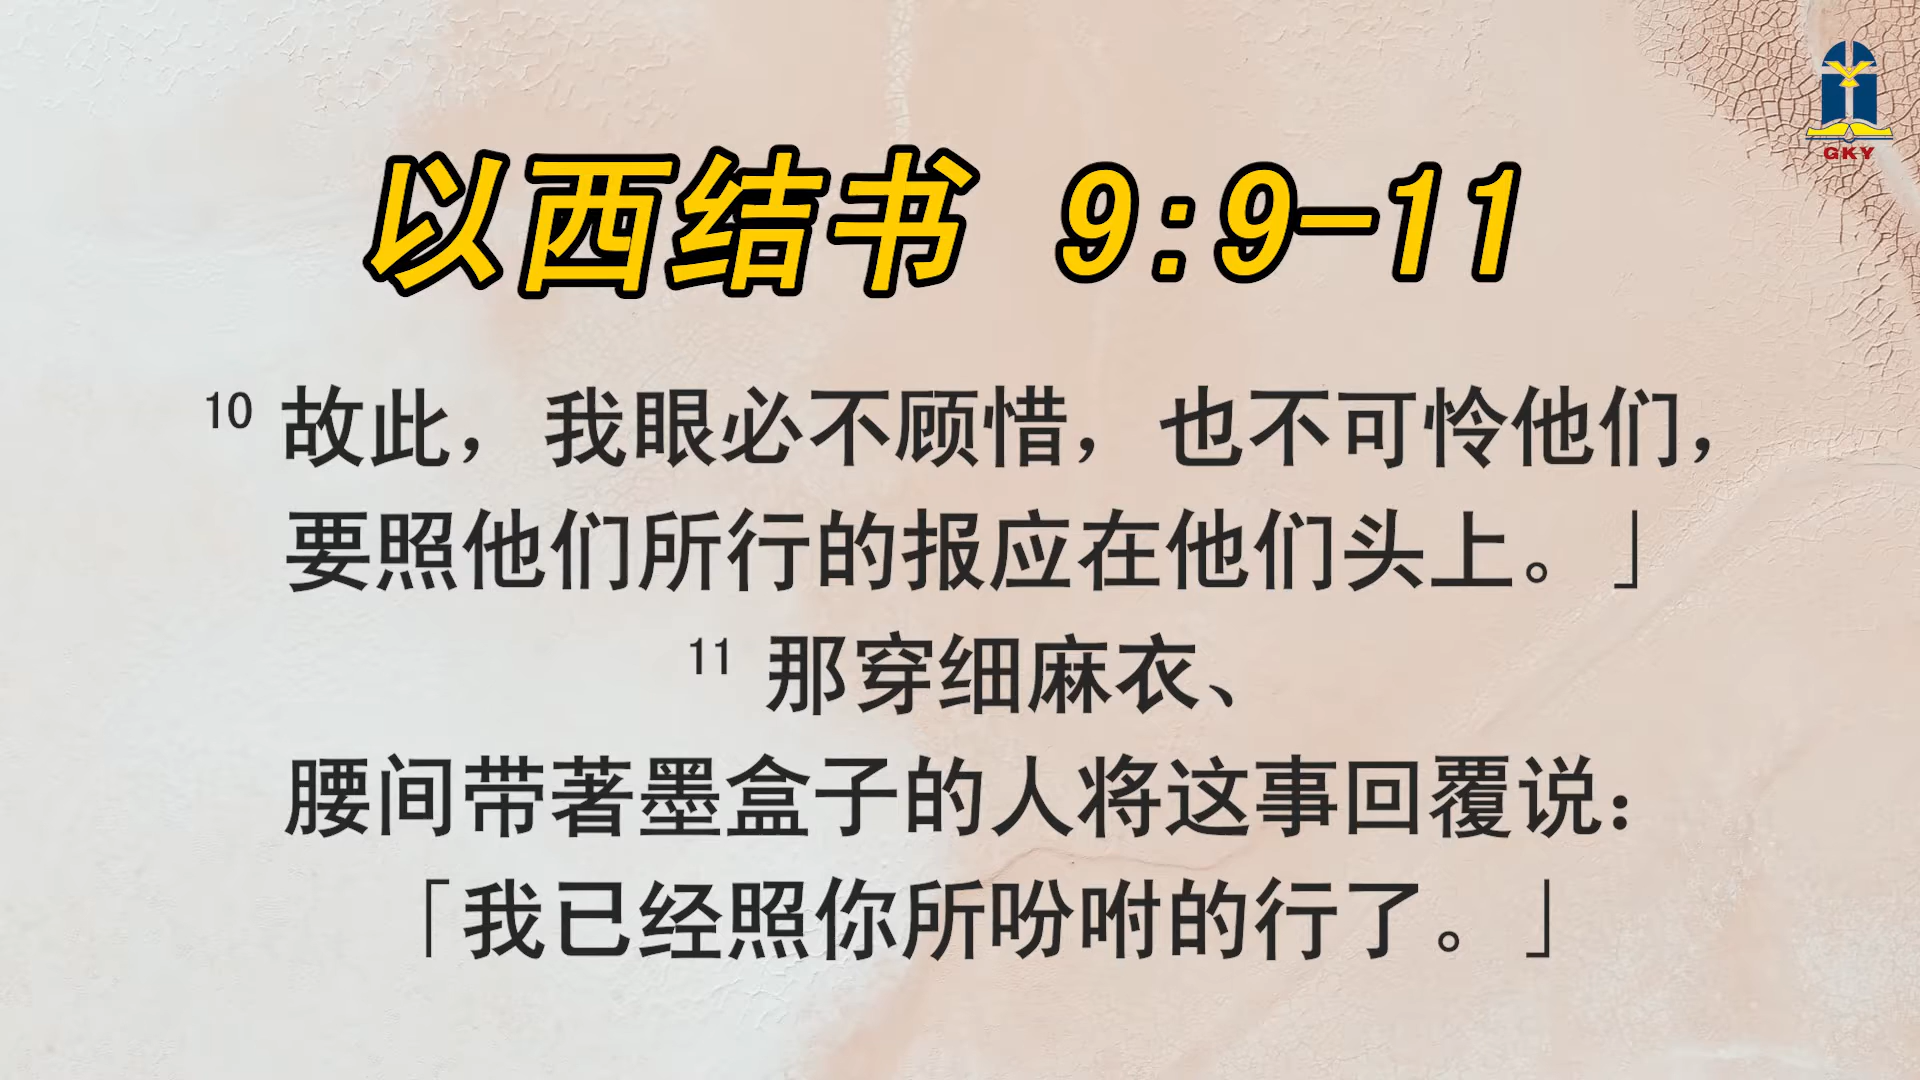 GKY
以西结书 9:9-11
10 故此，我眼必不顾惜，也不可怜他们，
要照他们所行的报应在他们头上。」
11 那穿细麻衣、
腰间带著墨盒子的人将这事回覆说：
「我已经照你所吩咐的行了。」